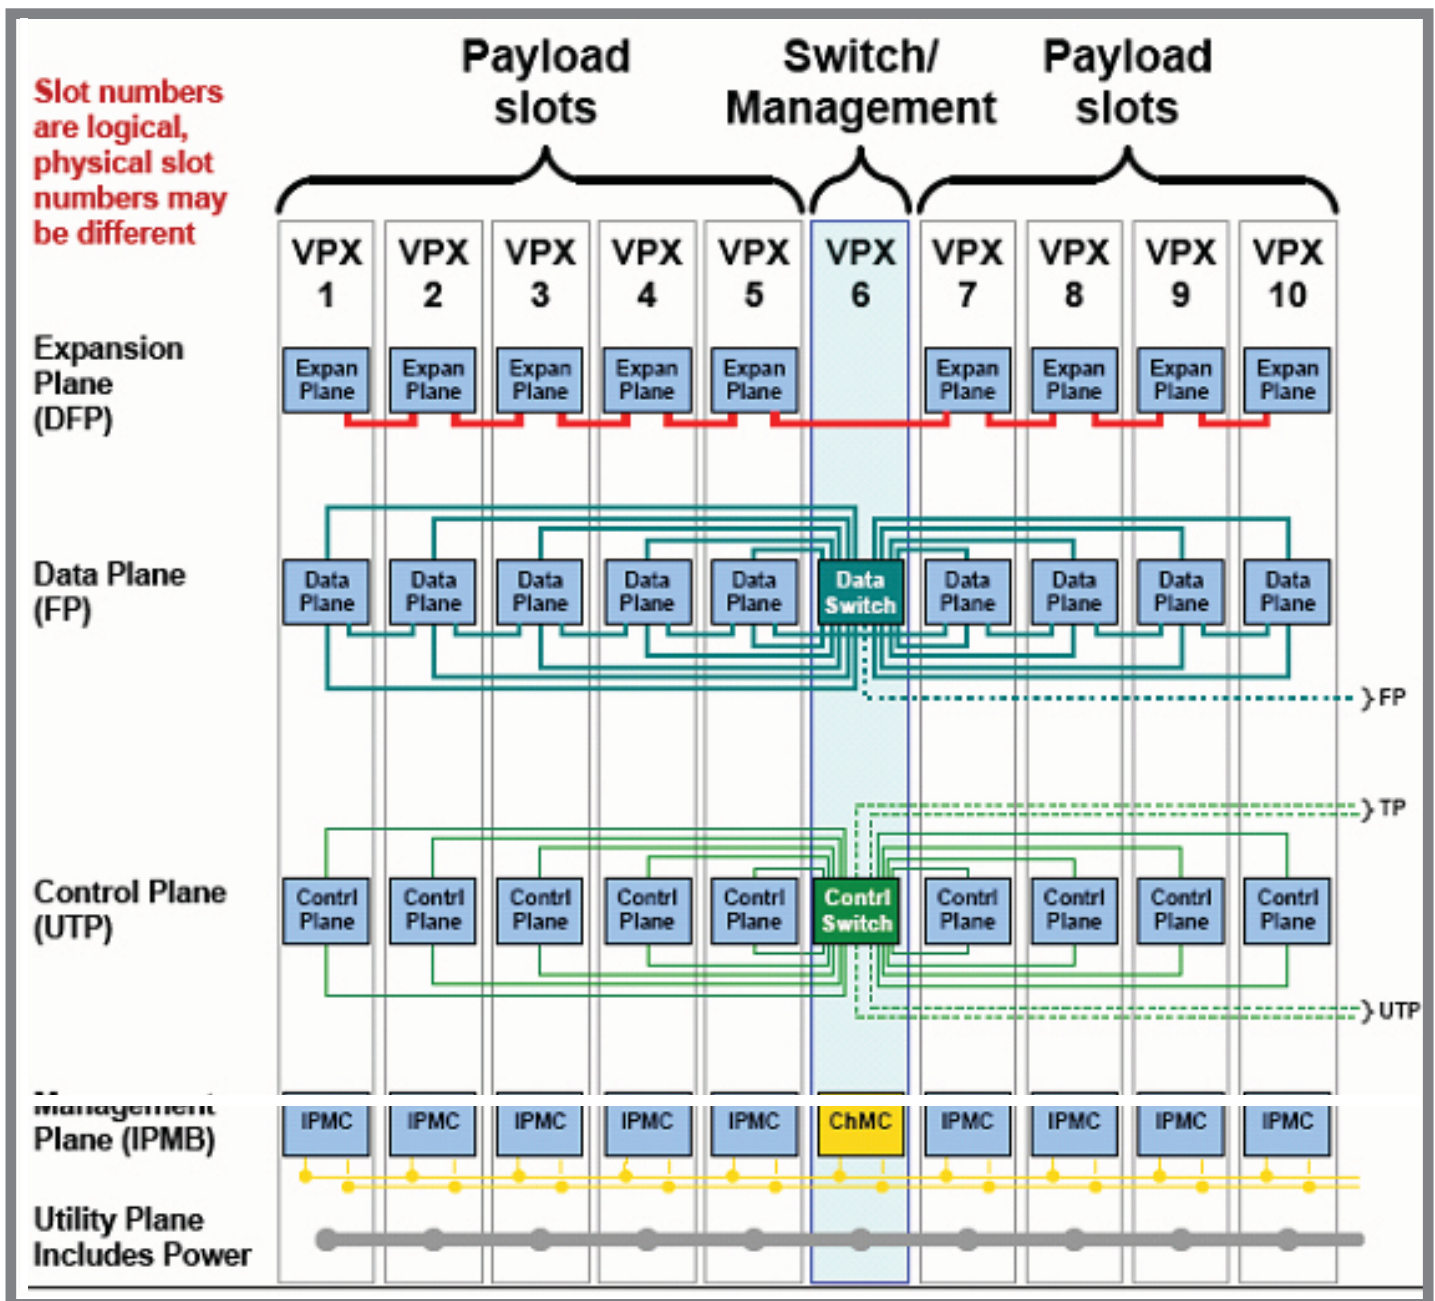 Payload
slots
Switch/
Management
Payload
slots
Slot numbers
are logical,
physical slot
numbers may
be different
VPX 1
VPX 2
VPX 3
VPX 4
VPX 5
VPX 6
VPX 7
VPX 8
VPX 9
VPX 10
Expansion
Plane
(DFP)
Expan Plane
Expan Plane
Expan Plane
Expan Plane
Expan Plane
Expan Plane
Expan Plane
Expan Plane
Expan Plane
Data Plane
(FP)
Data Plane
Data Plane
Data Plane
Data Plane
Data Plane
Data Switch
Data Plane
Data Plane
Data Plane
Data Plane
FP
TP
Control Plane
(UTP)
Contrl Plane
Contrl Plane
Contrl Plane
Contrl Plane
Contrl Plane
Contrl Switch
Contrl Plane
Contrl Plane
Contrl Plane
Contrl Plane
UTP
Management
Plane (IPMB)
IPMC
IPMC
IPMC
IPMC
IPMC
ChMC
IPMC
IPMC
IPMC
IPMC
Utility Plane
Includes Power